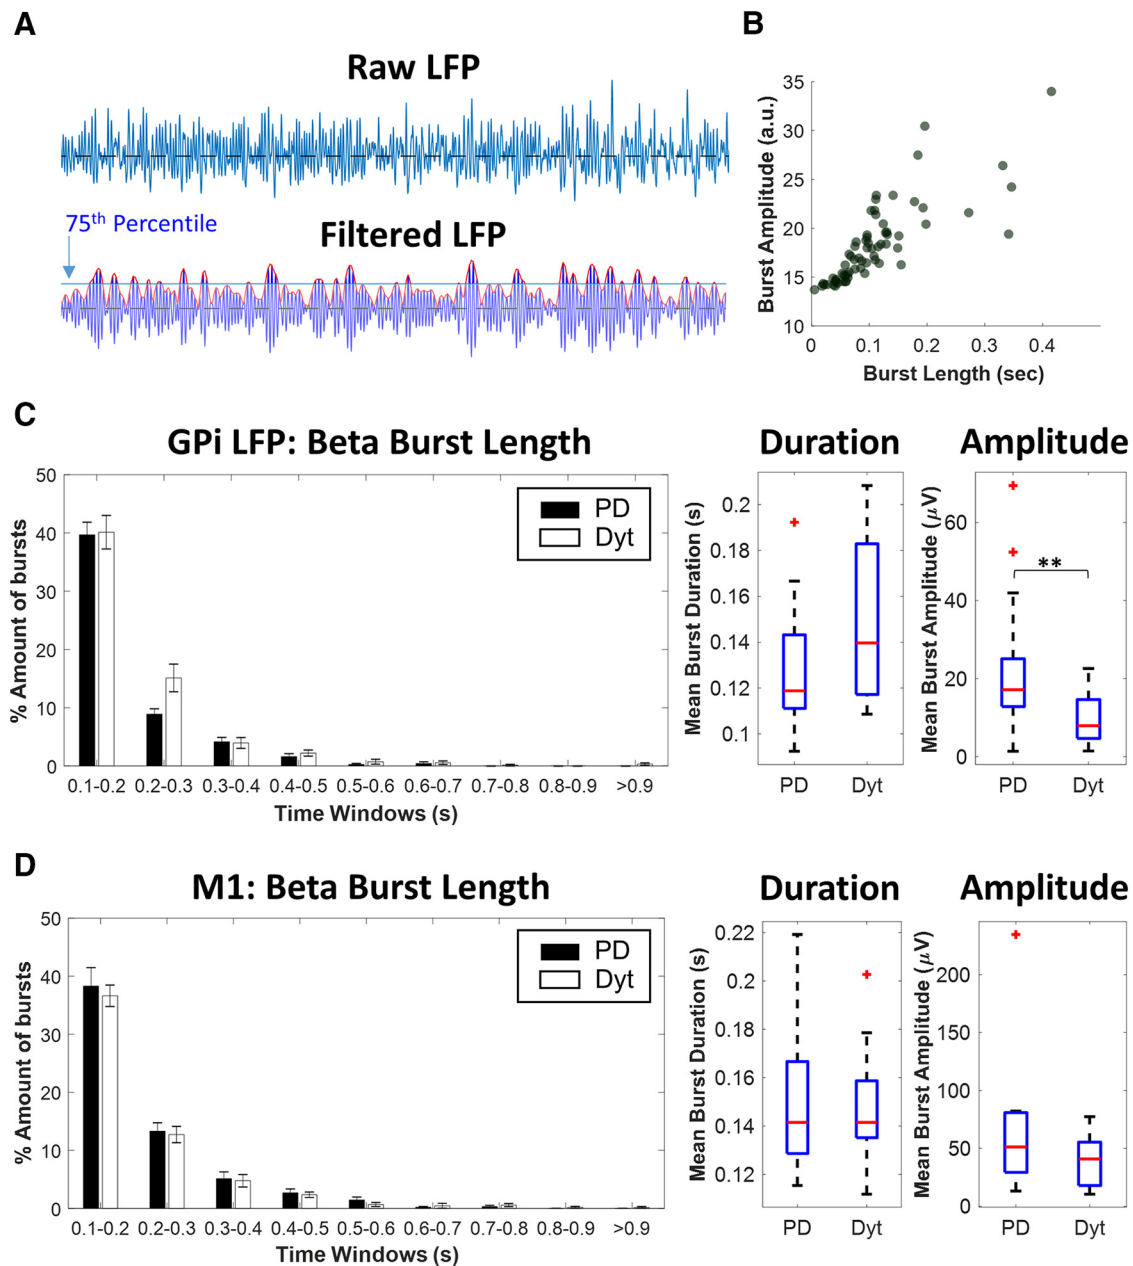 A
Raw LFP
75th Percentile
Filtered LFP
B
Burst Amplitude (a.u.)
35
30
25
20
15
10
0 0.1 0.2 0.3 0.4
Burst Length (sec)
C
GPi LFP: Beta Burst Length
% Amount of bursts
50
40
30
20
10
0
PD
Dyt
0.1-0.2 0.2-0.3 0.3-0.4 0.4-0.5 0.5-0.6 0.6-0.7 0.7-0.8 0.8-0.9 >0.9
Time Windows (s)
Duration
Mean Burst Duration (s)
0.2
0.18
0.16
0.14
0.12
0.1
PD Dyt
Amplitude
Mean Burst Amplitude (μV)
60
40
20
0
**
PD Dyt
D
M1: Beta Burst Length
% Amount of bursts
50
40
30
20
10
0
PD
Dyt
0.1-0.2 0.2-0.3 0.3-0.4 0.4-0.5 0.5-0.6 0.6-0.7 0.7-0.8 0.8-0.9 >0.9
Time Windows (s)
Duration
Mean Burst Duration (s)
0.22
0.2
0.18
0.16
0.14
0.12
PD Dyt
Amplitude
Mean Burst Amplitude (μV)
200
150
100
50
0
PD Dyt